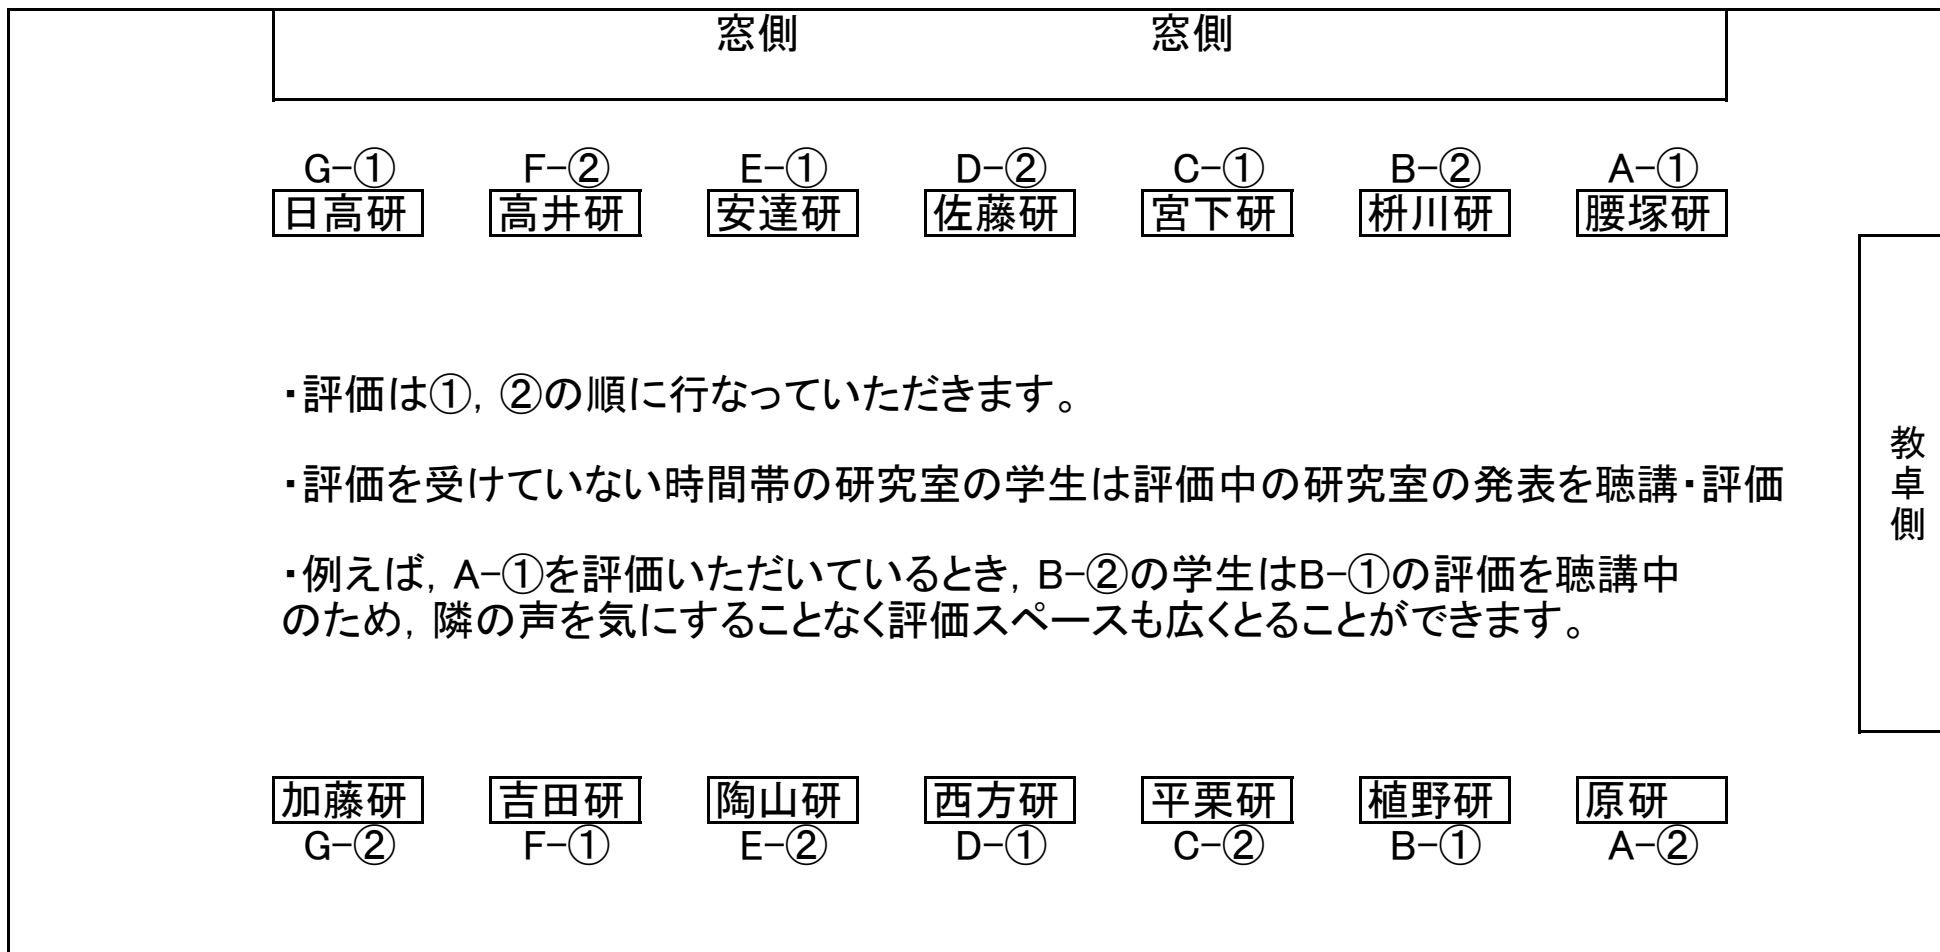 窓側 窓側
G-① F-② E-① D-② C-① B-② A-①
日高研 高井研 安達研 佐藤研 宮下研 枡川研 腰塚研
・評価は①, ②の順に行なっていただきます。
・評価を受けていない時間帯の研究室の学生は評価中の研究室の発表を聴講・評価
・例えば, A-①を評価いただいているとき, B-②の学生はB-①の評価を聴講中
のため, 隣の声を気にすることなく評価スペースも広くとることができます。
教卓側
加藤研 吉田研 陶山研 西方研 平栗研 植野研 原研
G-② F-① E-② D-① C-② B-① A-②